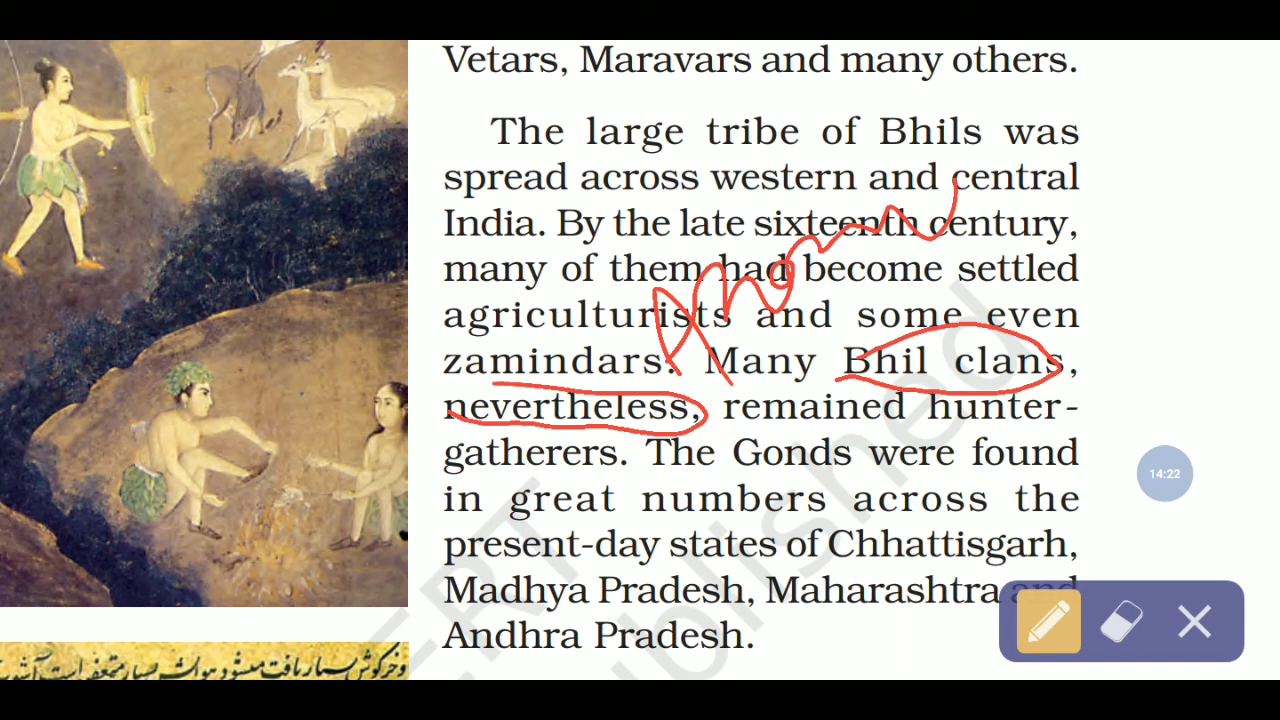 Vetars, Maravars and many others.
The large tribe of Bhils was
spread across western and central
India. By the late sixteenth century,
many of them had become settled
agriculturists and some even
zamindars. Many Bhil clans,
nevertheless, remained hunter-
gatherers. The Gonds were found
in great numbers across the
present-day states of Chhattisgarh,
Madhya Pradesh, Maharashtra and
Andhra Pradesh.
14:22